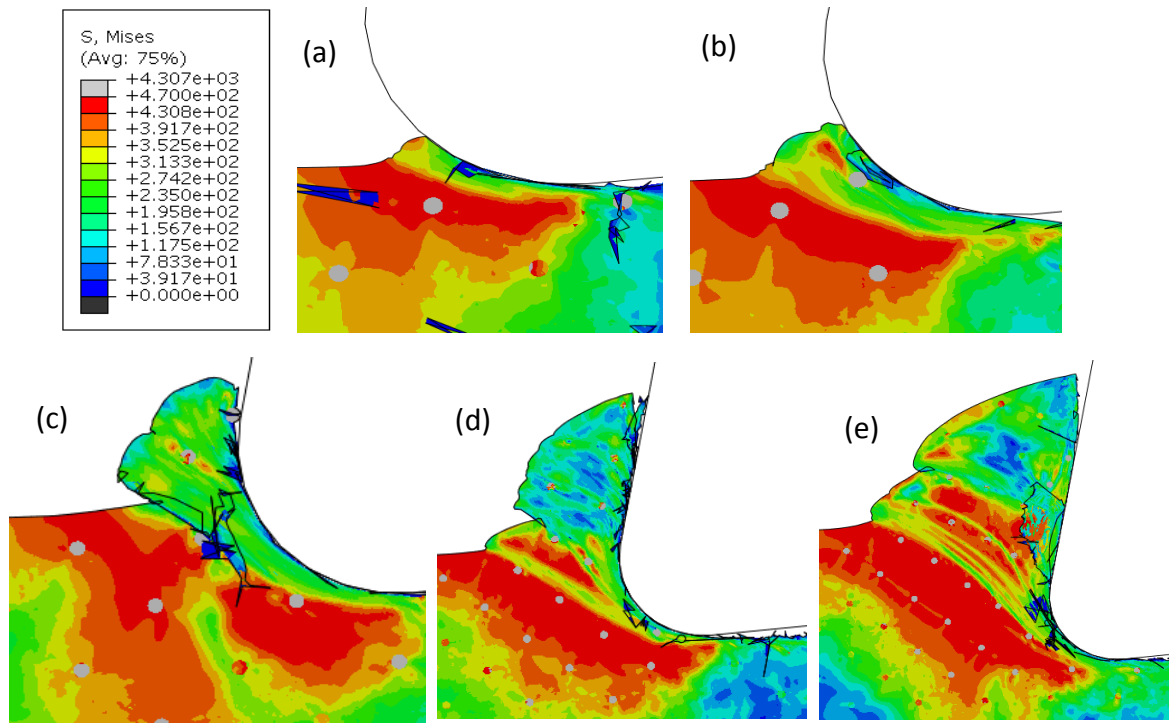 S, Mises
(Avg: 75%)
+4.307e+03
+4.700e+02
+4.308e+02
+3.917e+02
+3.525e+02
+3.133e+02
+2.742e+02
+2.350e+02
+1.958e+02
+1.567e+02
+1.175e+02
+7.833e+01
+3.917e+01
+0.000e+00
(a)
(b)
(c)
(d)
(e)